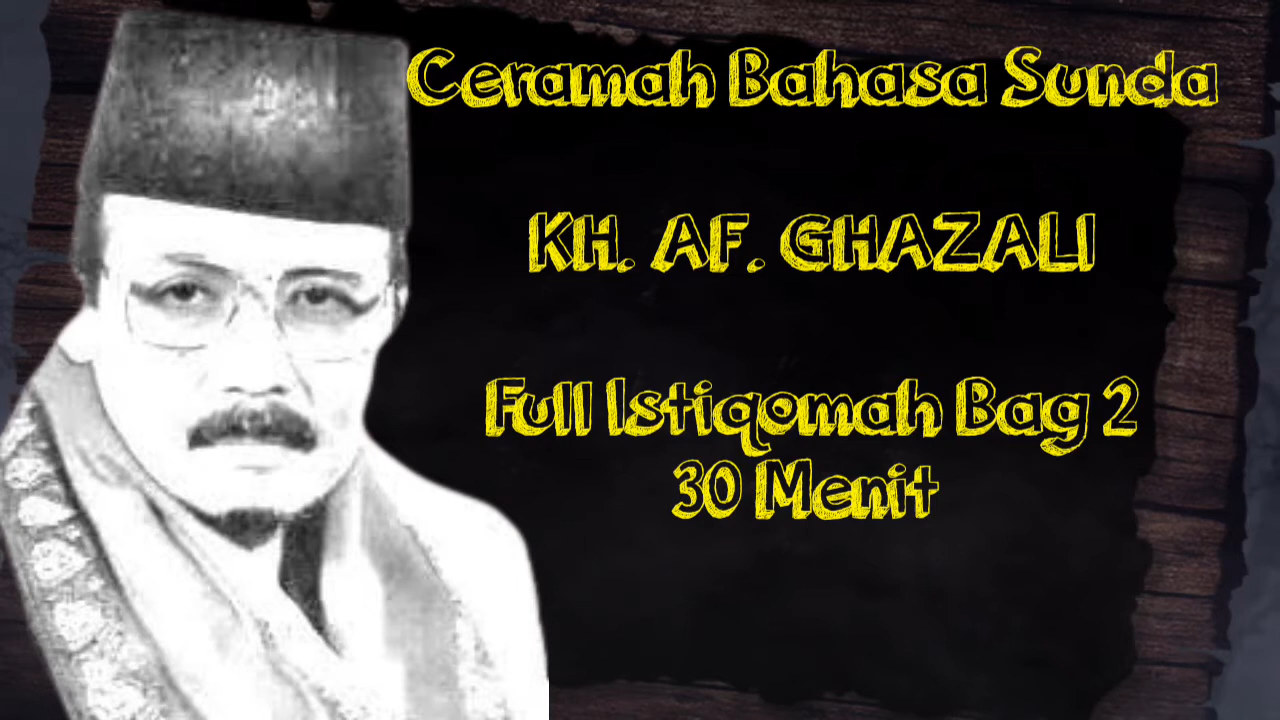 Ceramah Bahasa Sunda
KH. AF. GHAZALI
Full Istiqomah Bag 2
30 Menit